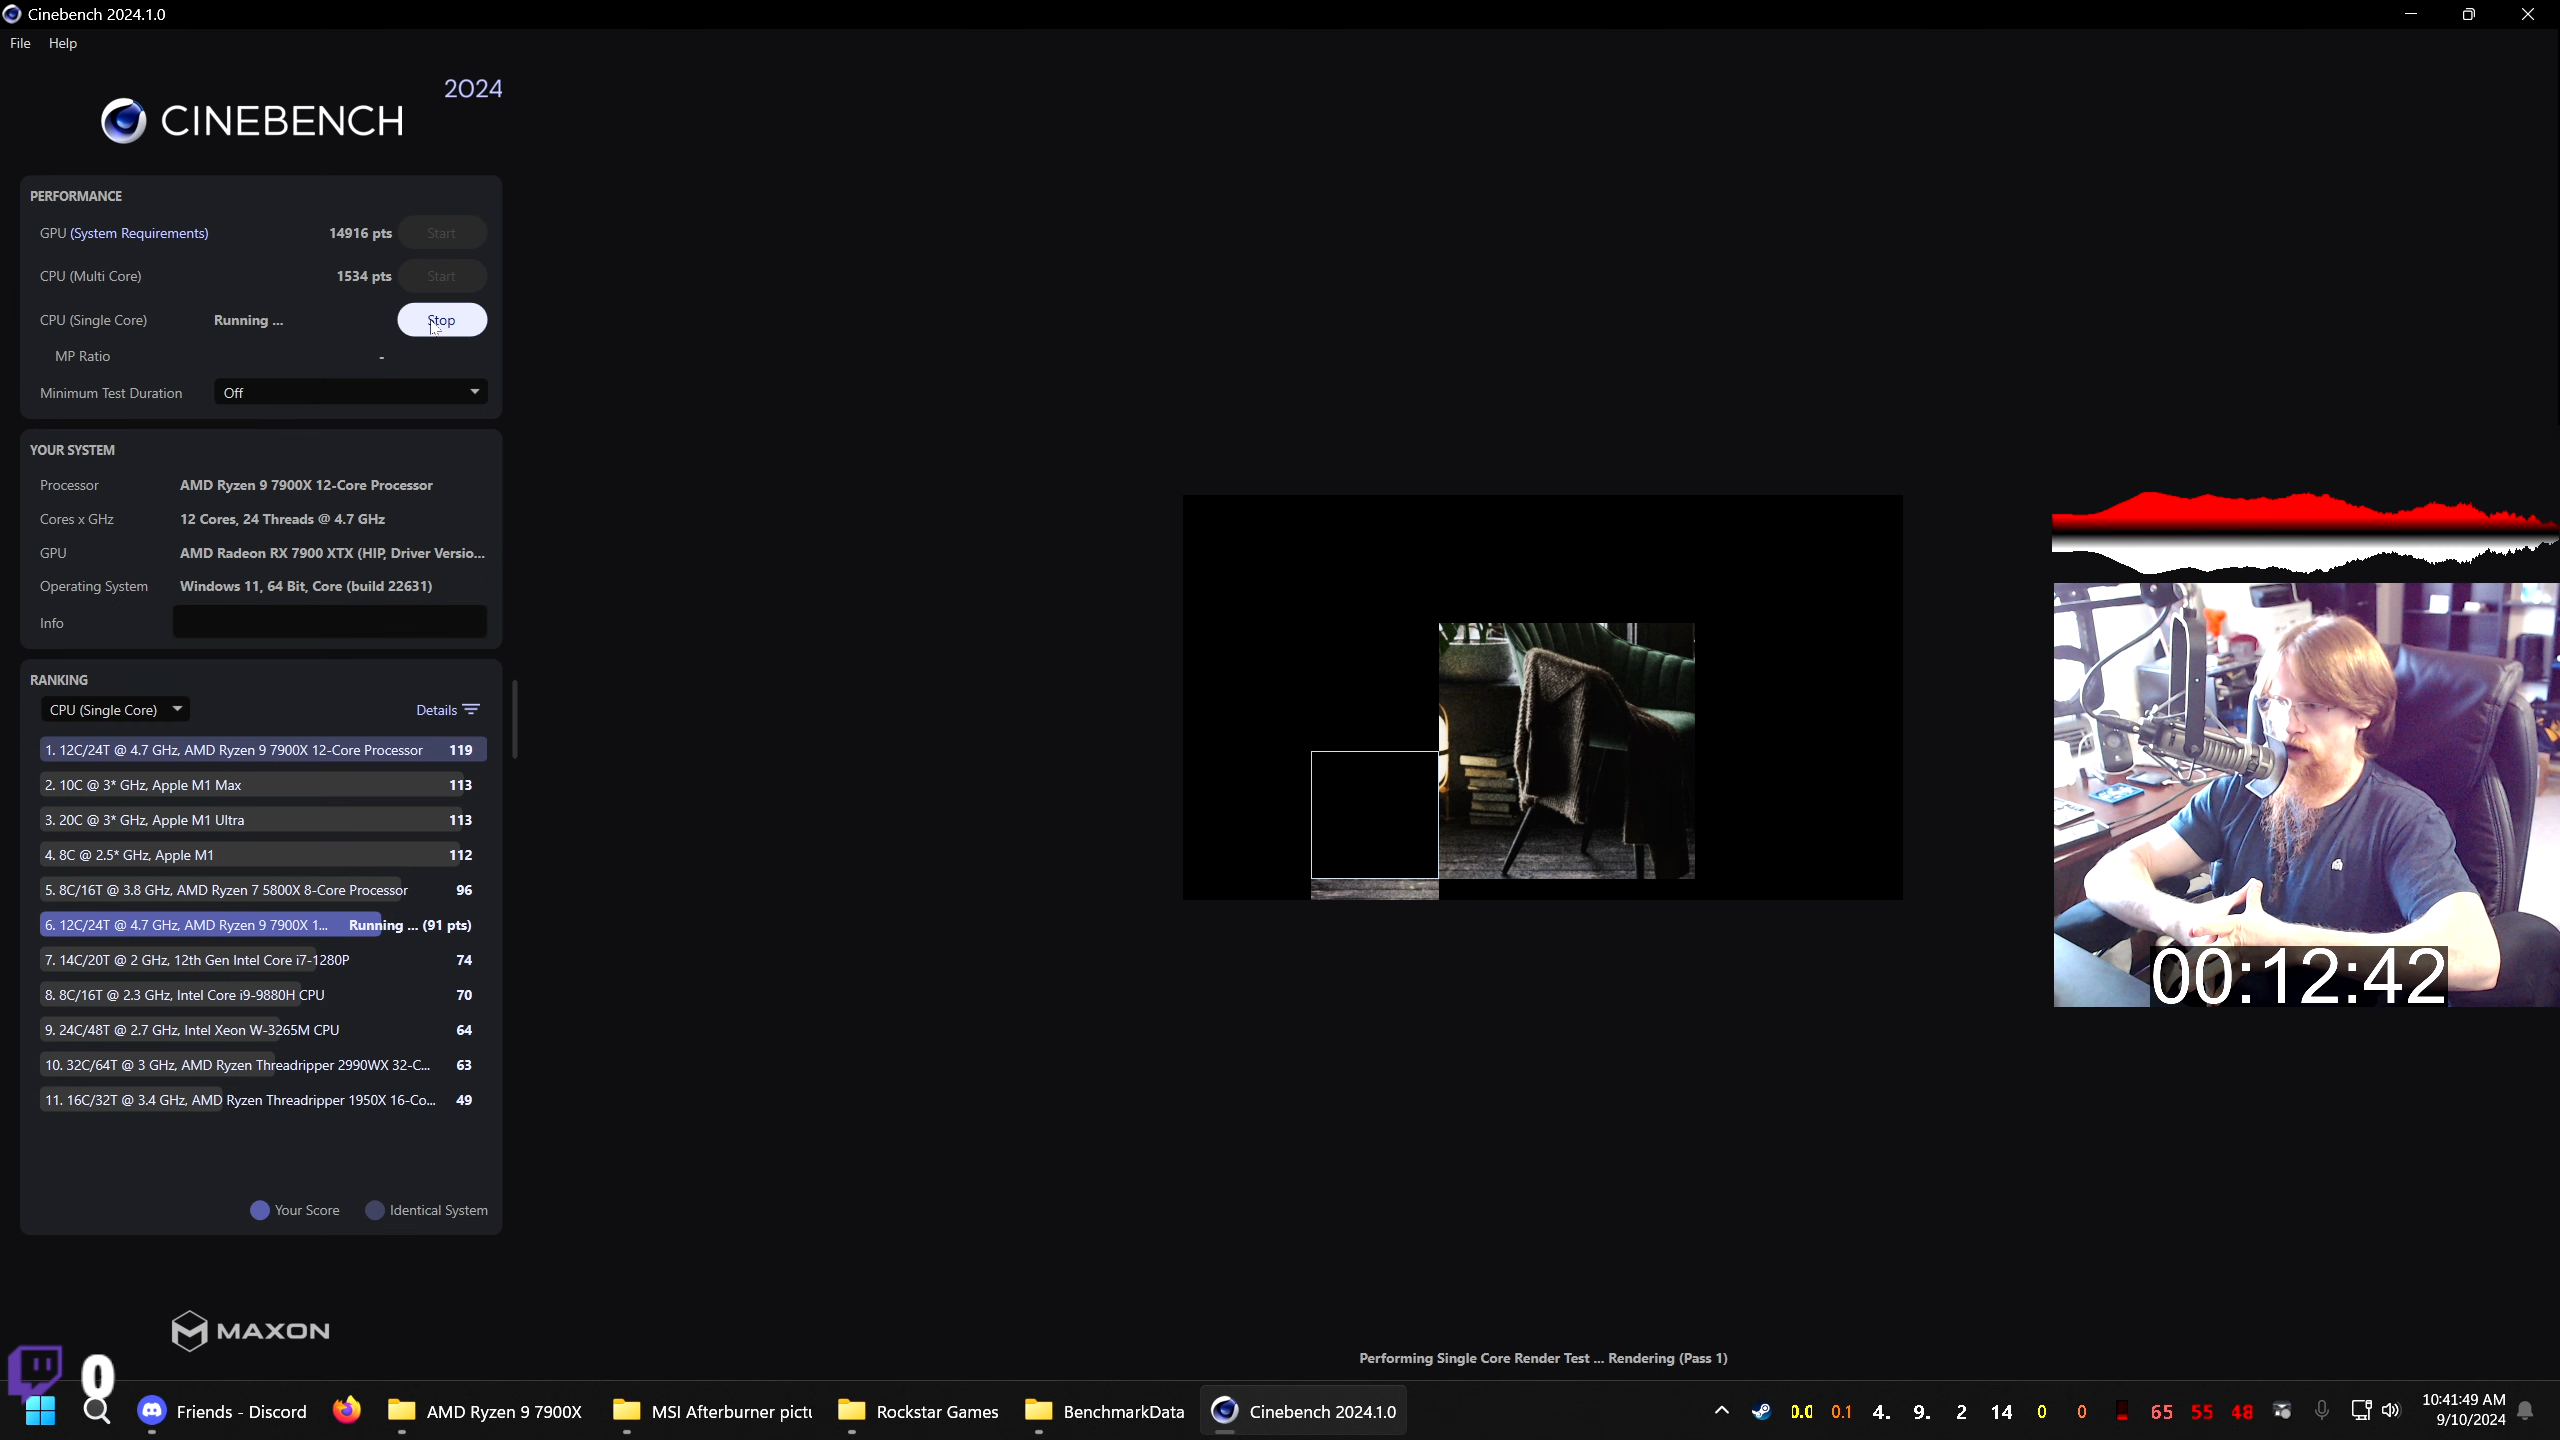 Cinebench 2024.1.0
File Help
2024
CINEBENCH
PERFORMANCE
GPU (System Requirements) 14916 pts Start
CPU (Multi Core) 1534 pts Start
CPU (Single Core) Running ... Stop
MP Ratio -
Minimum Test Duration Off
YOUR SYSTEM
Processor AMD Ryzen 9 7900X 12-Core Processor
Cores x GHz 12 Cores, 24 Threads @ 4.7 GHz
GPU AMD Radeon RX 7900 XTX (HIP, Driver Versio...
Operating System Windows 11, 64 Bit, Core (build 22631)
Info
RANKING
CPU (Single Core) Details
1. 12C/24T @ 4.7 GHz, AMD Ryzen 9 7900X 12-Core Processor 119
2. 10C @ 3* GHz, Apple M1 Max 113
3. 20C @ 3* GHz, Apple M1 Ultra 113
4. 8C @ 2.5* GHz, Apple M1 112
5. 8C/16T @ 3.8 GHz, AMD Ryzen 7 5800X 8-Core Processor 96
6. 12C/24T @ 4.7 GHz, AMD Ryzen 9 7900X 1... Running ... (91 pts)
7. 14C/20T @ 2 GHz, 12th Gen Intel Core i7-1280P 74
8. 8C/16T @ 2.3 GHz, Intel Core i9-9880H CPU 70
9. 24C/48T @ 2.7 GHz, Intel Xeon W-3265M CPU 64
10. 32C/64T @ 3 GHz, AMD Ryzen Threadripper 2990WX 32-C... 63
11. 16C/32T @ 3.4 GHz, AMD Ryzen Threadripper 1950X 16-Co... 49
Your Score Identical System
00:12:42
MAXON
Performing Single Core Render Test ... Rendering (Pass 1)
0
Friends - Discord AMD Ryzen 9 7900X MSI Afterburner pictu Rockstar Games BenchmarkData Cinebench 2024.1.0 0.0 0.1 4. 9. 2 14 0 0 65 55 48 10:41:49 AM
9/10/2024